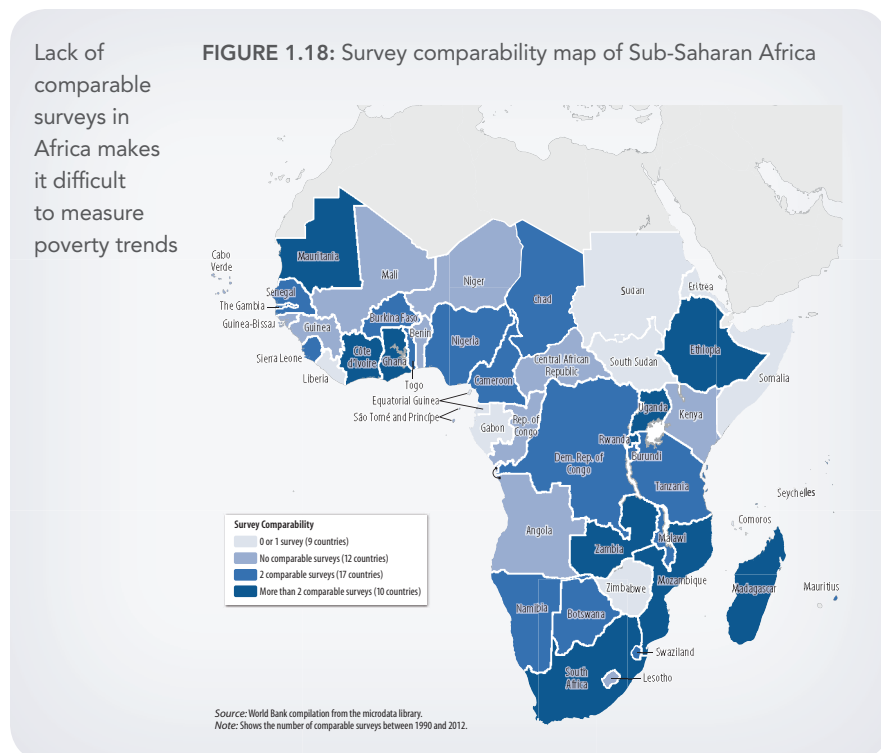 Lack of
comparable
surveys in
Africa makes
it difficult
to measure
poverty trends
FIGURE 1.18: Survey comparability map of Sub-Saharan Africa
Cabo
Verde
Mauritania
Mali
Niger
Chad
Sudan
Eritrea
Senegal
The Gambia
Guinea-Bissau
Guinea
Burkina Faso
Benin
Nigeria
Sierra Leone
Liberia
Côte
d'Ivoire
Ghana
Togo
Cameroon
Central African
Republic
South Sudan
Ethiopia
Somalia
Equatorial Guinea
São Tomé and Príncipe
Gabon
Rep. of
Congo
Dem. Rep. of
Congo
Uganda
Kenya
Rwanda
Burundi
Tanzania
Seychelles
Comoros
Angola
Zambia
Malawi
Mozambique
Zimbabwe
Madagascar
Mauritius
Namibia
Botswana
Swaziland
South
Africa
Lesotho
Survey Comparability
0 or 1 survey (9 countries)
No comparable surveys (12 countries)
2 comparable surveys (17 countries)
More than 2 comparable surveys (10 countries)
Source: World Bank compilation from the microdata library.
Note: Shows the number of comparable surveys between 1990 and 2012.